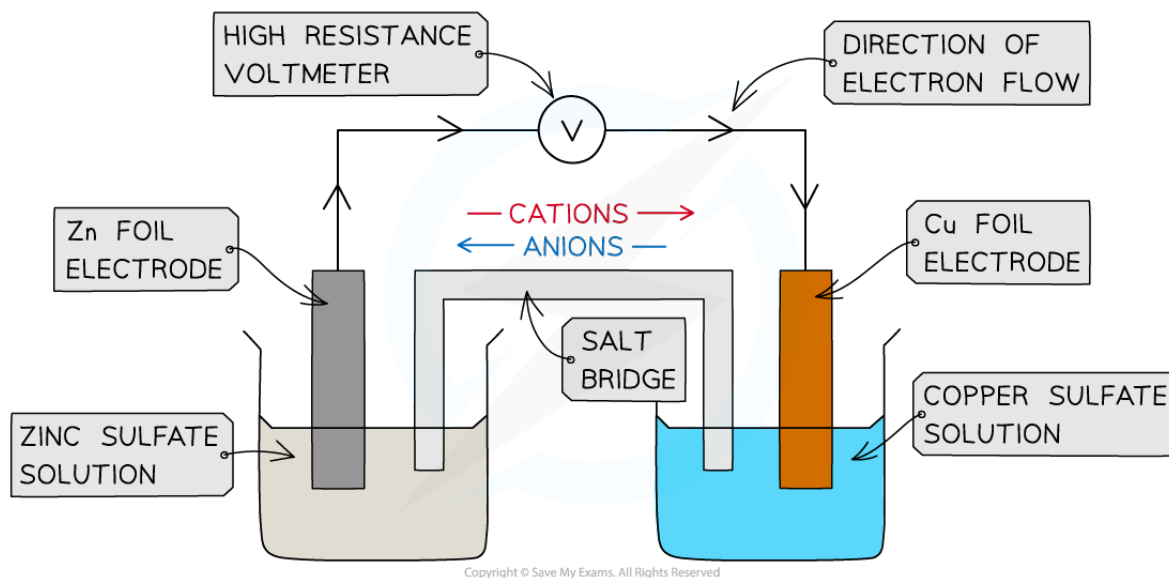 HIGH RESISTANCE
VOLTMETER
DIRECTION OF
ELECTRON FLOW
V
Zn FOIL
ELECTRODE
CATIONS
ANIONS
Cu FOIL
ELECTRODE
SALT
BRIDGE
ZINC SULFATE
SOLUTION
COPPER SULFATE
SOLUTION
Copyright © Save My Exams. All Rights Reserved